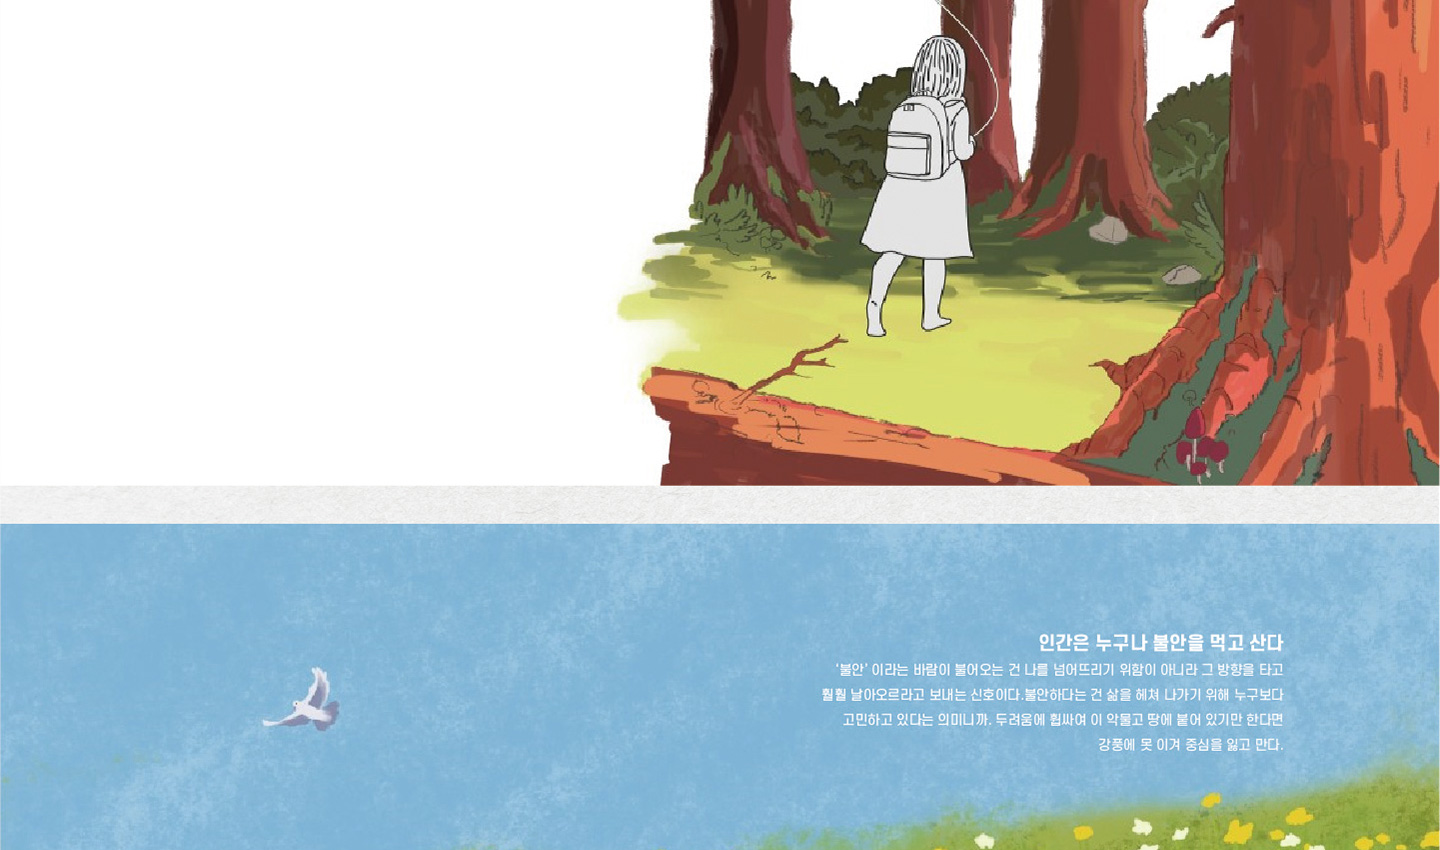 인간은 누구나 불안을 먹고 산다
‘불안’ 이라는 바람이 불어오는 건 나를 넘어뜨리기 위함이 아니라 그 방향을 타고
훨훨 날아오르라고 보내는 신호이다.불안하다는 건 삶을 헤쳐 나가기 위해 누구보다
고민하고 있다는 의미니까. 두려움에 휩싸여 이 악물고 땅에 붙어 있기만 한다면
강풍에 못 이겨 중심을 잃고 만다.